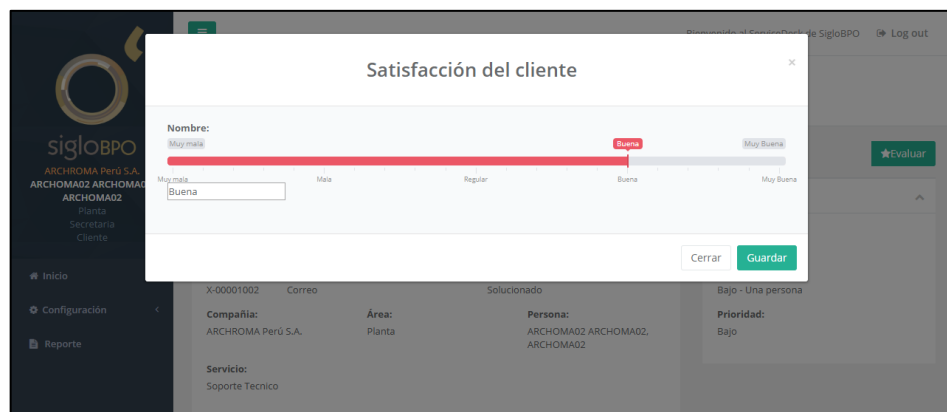 Bienvenido al ServiceDesk de SigloBPO
Log out
sigloBPO
ARCHROMA Perú S.A.
ARCHOMA02 ARCHOMA0
ARCHOMA02
Planta
Secretaria
Cliente
Inicio
Configuración
Reporte
Satisfacción del cliente
×
Nombre:
Muy mala
Buena
Muy Buena
Muy mala
Mala
Regular
Buena
Muy Buena
Buena
Cerrar
Guardar
Evaluar
X-00001002
Correo
Solucionado
Bajo - Una persona
Compañia:
Área:
Persona:
Prioridad:
ARCHROMA Perú S.A.
Planta
ARCHOMA02 ARCHOMA02,
ARCHOMA02
Bajo
Servicio:
Soporte Tecnico